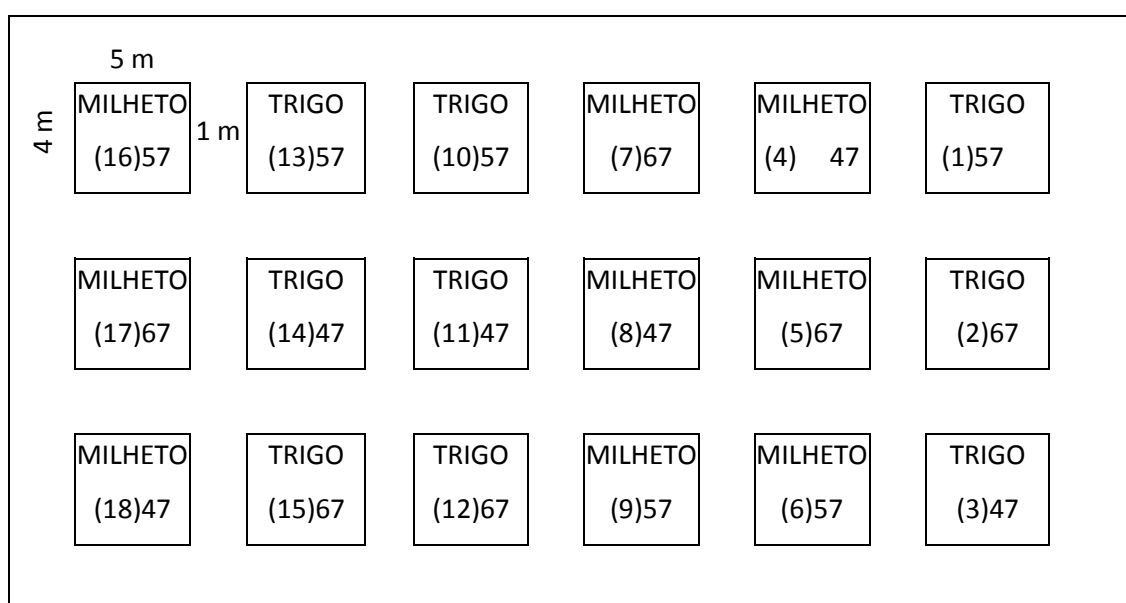 5 m
4 m
1 m
MILHETO
(16)57
TRIGO
(13)57
TRIGO
(10)57
MILHETO
(7)67
MILHETO
(4) 47
TRIGO
(1)57
MILHETO
(17)67
TRIGO
(14)47
TRIGO
(11)47
MILHETO
(8)47
MILHETO
(5)67
TRIGO
(2)67
MILHETO
(18)47
TRIGO
(15)67
TRIGO
(12)67
MILHETO
(9)57
MILHETO
(6)57
TRIGO
(3)47